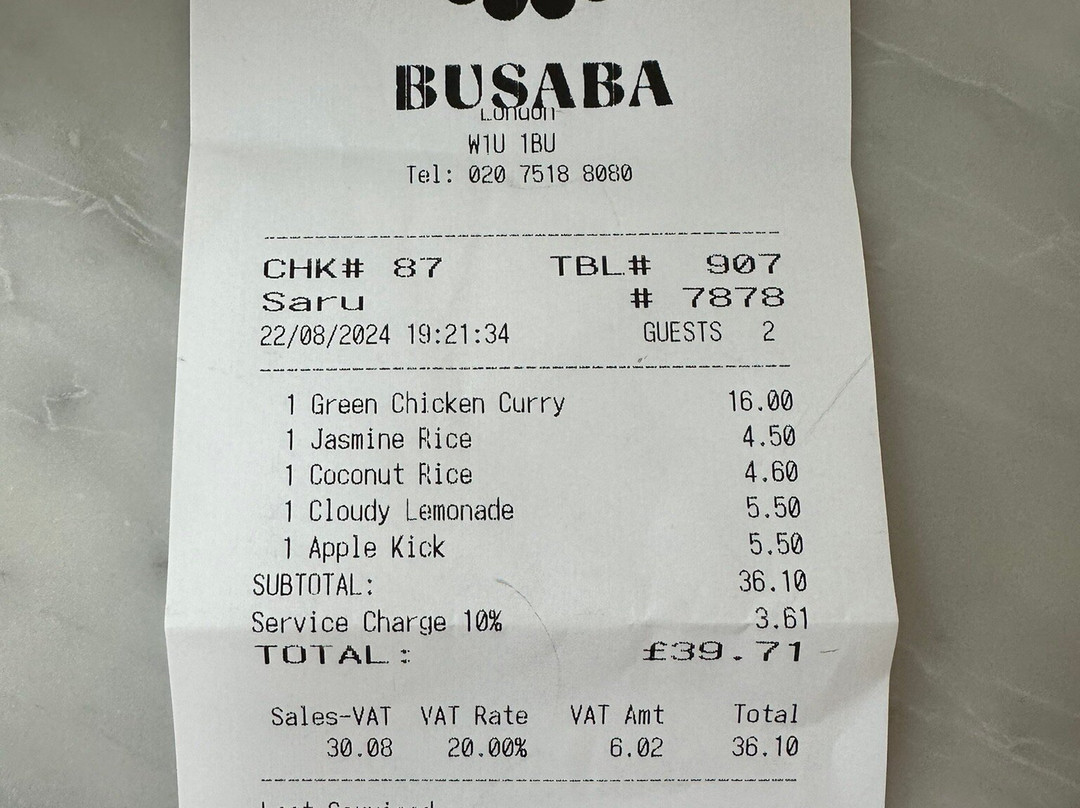 BUSABA
London
W1U 1BU
Tel: 020 7518 8080
CHK# 87 TBL# 907
Saru # 7878
22/08/2024 19:21:34 GUESTS 2
1 Green Chicken Curry 16.00
1 Jasmine Rice 4.50
1 Coconut Rice 4.60
1 Cloudy Lemonade 5.50
1 Apple Kick 5.50
SUBTOTAL: 36.10
Service Charge 10% 3.61
TOTAL: £39.71
Sales-VAT VAT Rate VAT Amt Total
30.08 20.00% 6.02 36.10